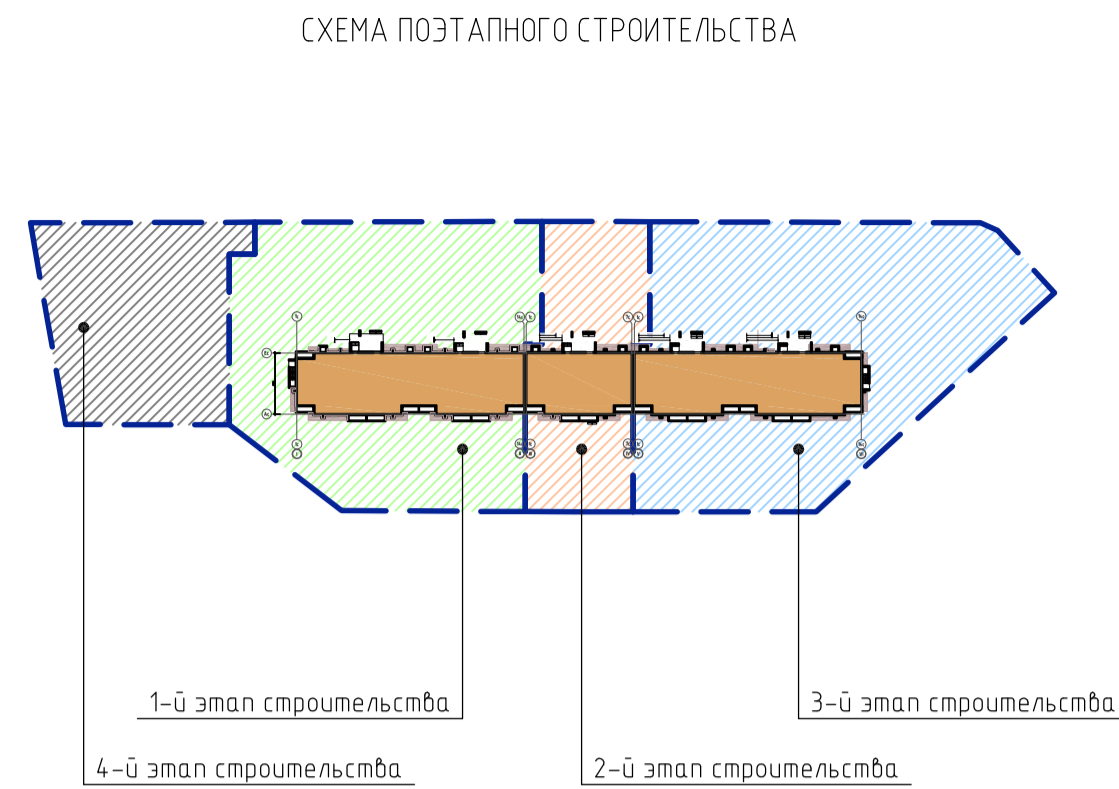 СХЕМА ПОЭТАПНОГО СТРОИТЕЛЬСТВА
1-й этап строительства
3-й этап строительства
4-й этап строительства
2-й этап строительства